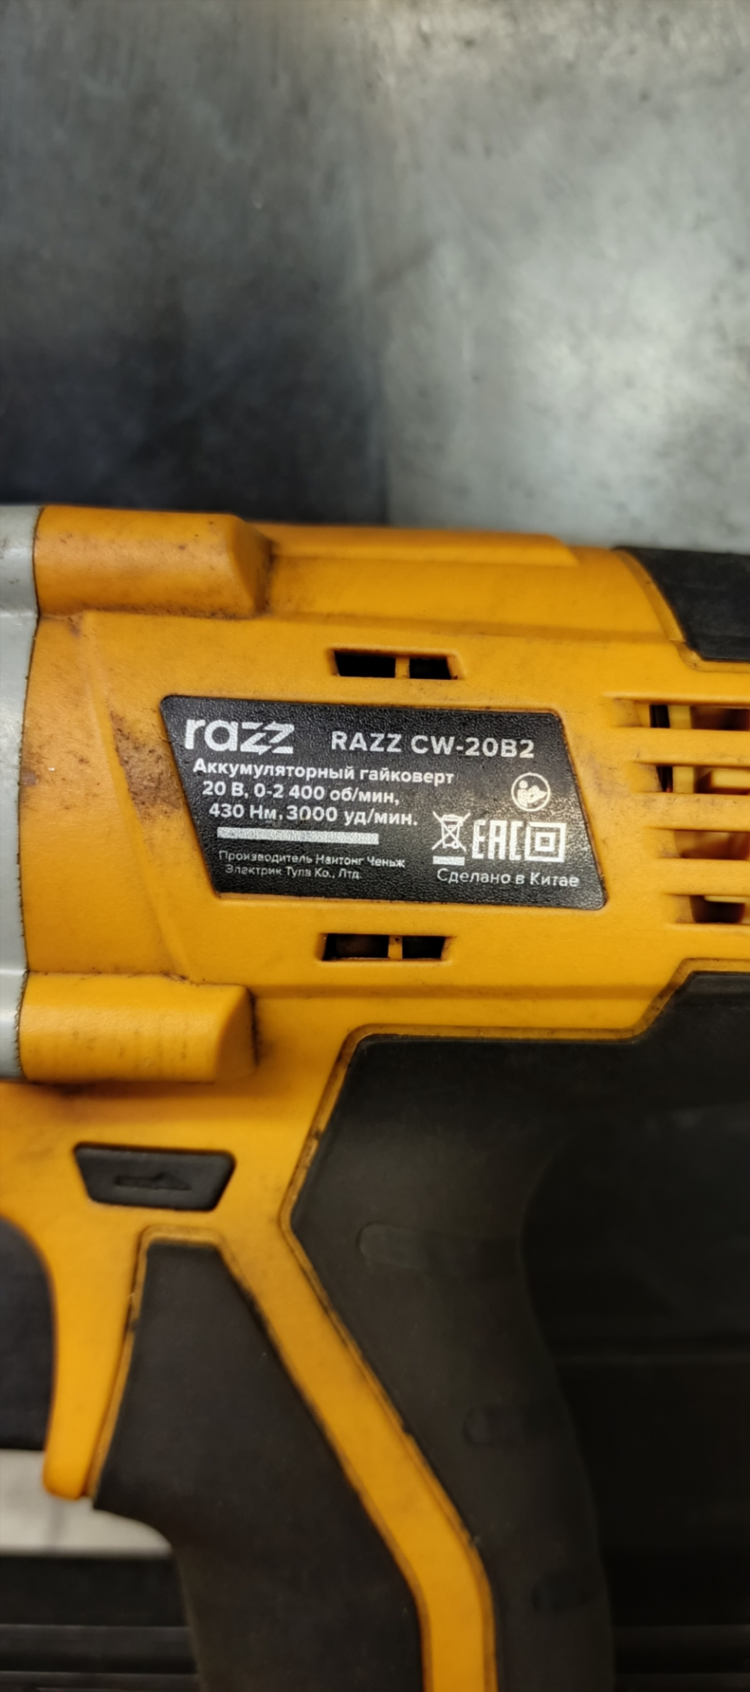 razz RAZZ CW-20B2
Аккумуляторный гайковерт
20 В, 0-2 400 об/мин,
430 Нм, 3000 уд/мин.
EAC
Производитель Нантонг Ченьж
Электрик Тулз Ко., Лтд.
Сделано в Китае